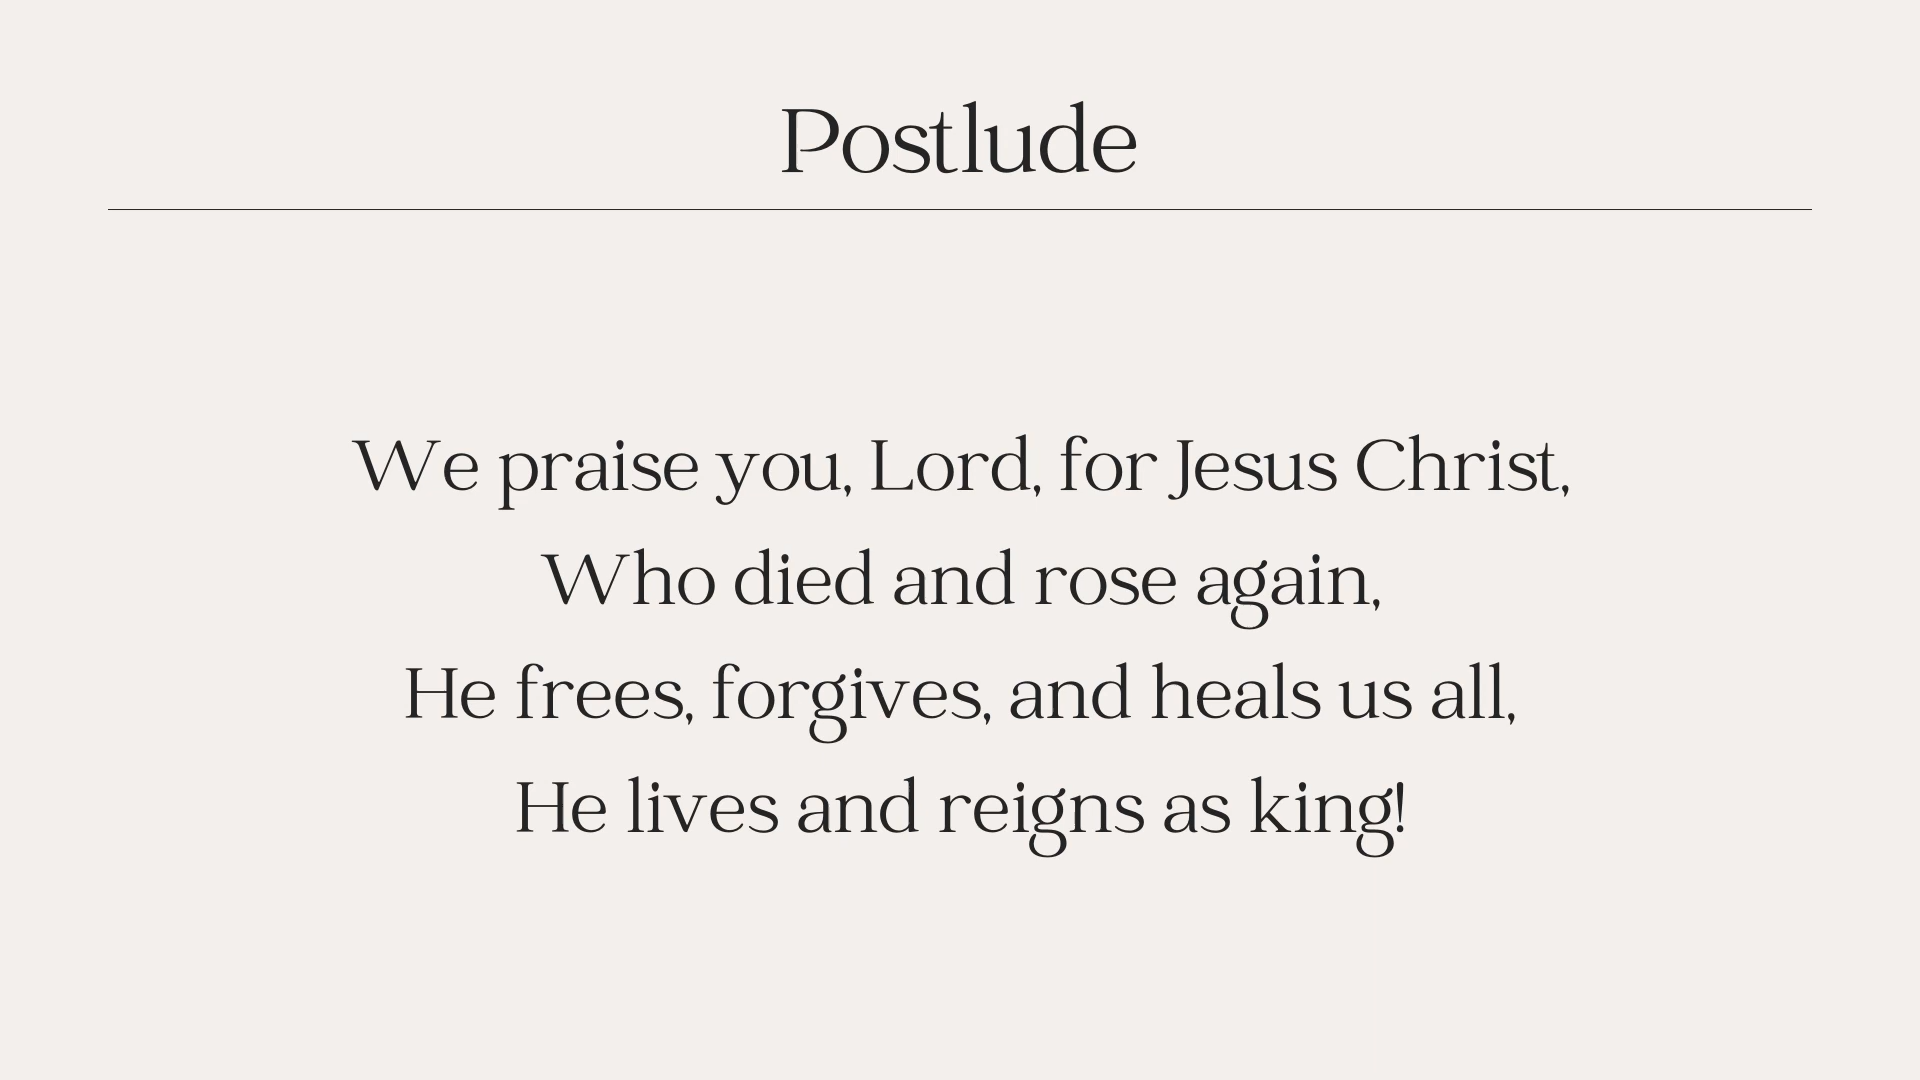 Postlude
We praise you, Lord, for Jesus Christ,
Who died and rose again,
He frees, forgives, and heals us all,
He lives and reigns as king!